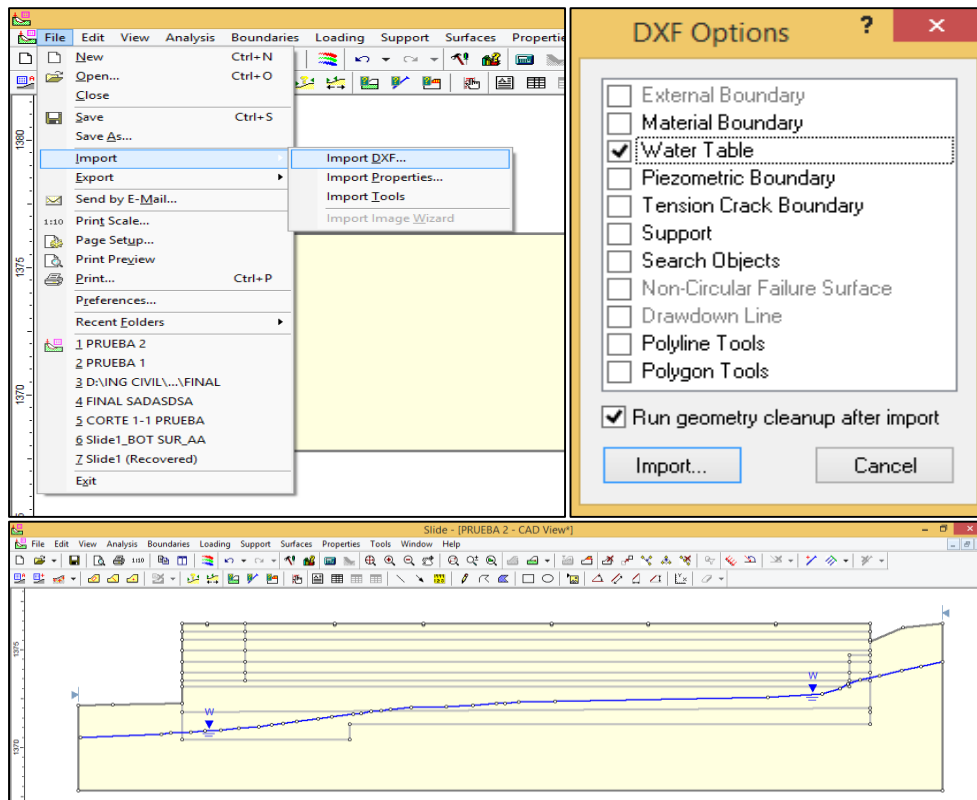 File Edit View Analysis Boundaries Loading Support Surfaces Propertie
New Ctrl+N
Open... Ctrl+O
Close
Save Ctrl+S
Save As...
Import
Export
Send by E-Mail...
1:10 Print Scale...
Page Setup...
Print Preview
Print... Ctrl+P
Preferences...
Recent Folders
1 PRUEBA 2
2 PRUEBA 1
3 D:\ING CIVIL\...\FINAL
4 FINAL SADASDSA
5 CORTE 1-1 PRUEBA
6 Slide1_BOT SUR_AA
7 Slide1 (Recovered)
Exit
Import DXF...
Import Properties...
Import Tools
Import Image Wizard
1380
1375
1370
DXF Options ? ×
External Boundary
Material Boundary
Water Table
Piezometric Boundary
Tension Crack Boundary
Support
Search Objects
Non-Circular Failure Surface
Drawdown Line
Polyline Tools
Polygon Tools
Run geometry cleanup after import
Import... Cancel
Slide - [PRUEBA 2 - CAD View*]
File Edit View Analysis Boundaries Loading Support Surfaces Properties Tools Window Help
1:10
1375
1370
W
W